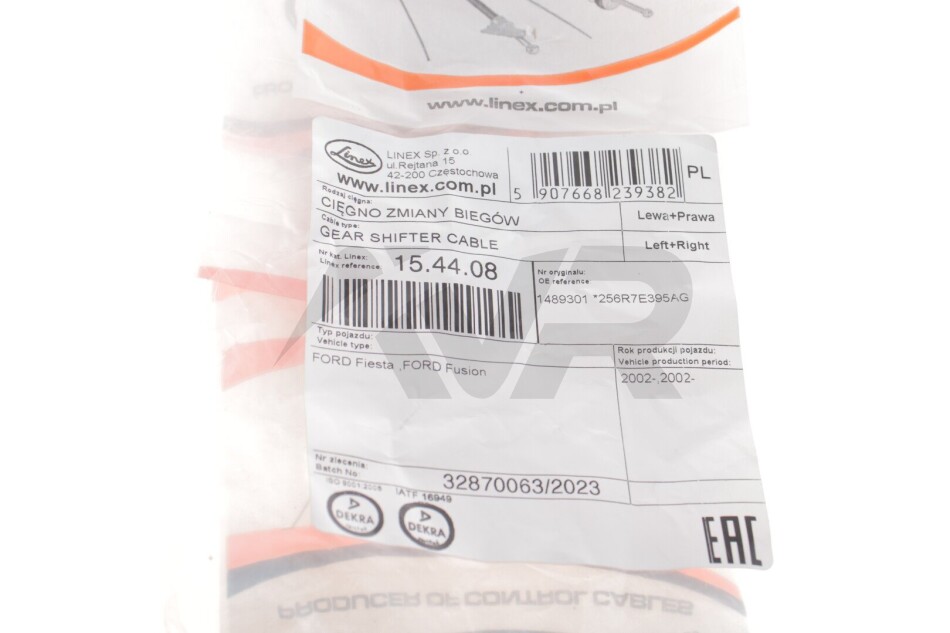 www.linex.com.pl
Linex
LINEX Sp. z o.o.
ul.Rejtana 15
42-200 Częstochowa
www.linex.com.pl
5 907668 239382
PL
Rodzaj cięgna:
CIĘGNO ZMIANY BIEGÓW
Lewa+Prawa
Cable type:
GEAR SHIFTER CABLE
Left+Right
Nr kat. Linex:
Linex reference:
15.44.08
Nr oryginału:
OE reference:
1489301 *256R7E395AG
Typ pojazdu:
Vehicle type:
FORD Fiesta ,FORD Fusion
Rok produkcji pojazdu:
Vehicle production period:
2002-,2002-
Nr zlecenia:
Batch No:
32870063/2023
ISO 9001:2008
IATF 16949
DEKRA
DEKRA
EAC
PRODUCER OF CONTROL CABLES
AVR